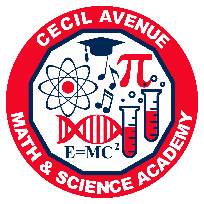 CECIL AVENUE
π
E=MC²
MATH & SCIENCE ACADEMY